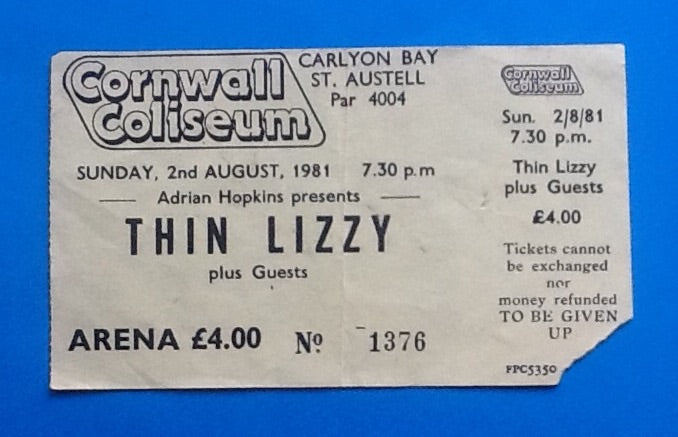 Cornwall
Coliseum
CARLYON BAY
ST. AUSTELL
Par 4004
SUNDAY, 2nd AUGUST, 1981 7.30 p.m
Adrian Hopkins presents
THIN LIZZY
plus Guests
ARENA £4.00 Nº 1376
Cornwall
Coliseum
Sun. 2/8/81
7.30 p.m.
Thin Lizzy
plus Guests
£4.00
Tickets cannot
be exchanged
nor
money refunded
TO BE GIVEN
UP
FPC5350